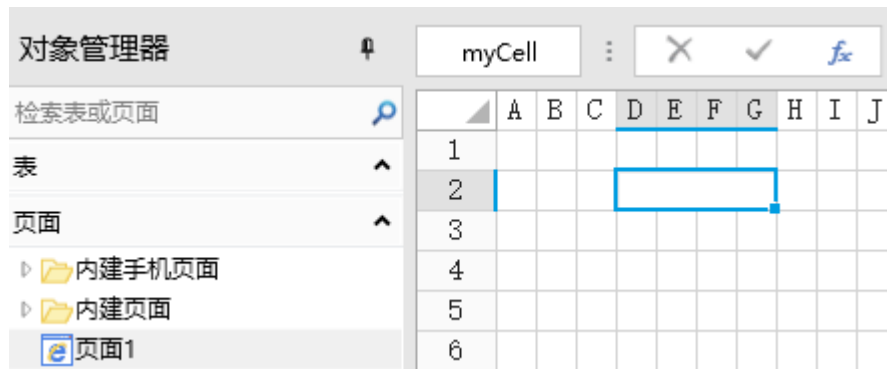 对象管理器
myCell
fx
检索表或页面
A B C D E F G H I J
表
1
2
页面
3
内建手机页面
4
内建页面
5
页面1
6